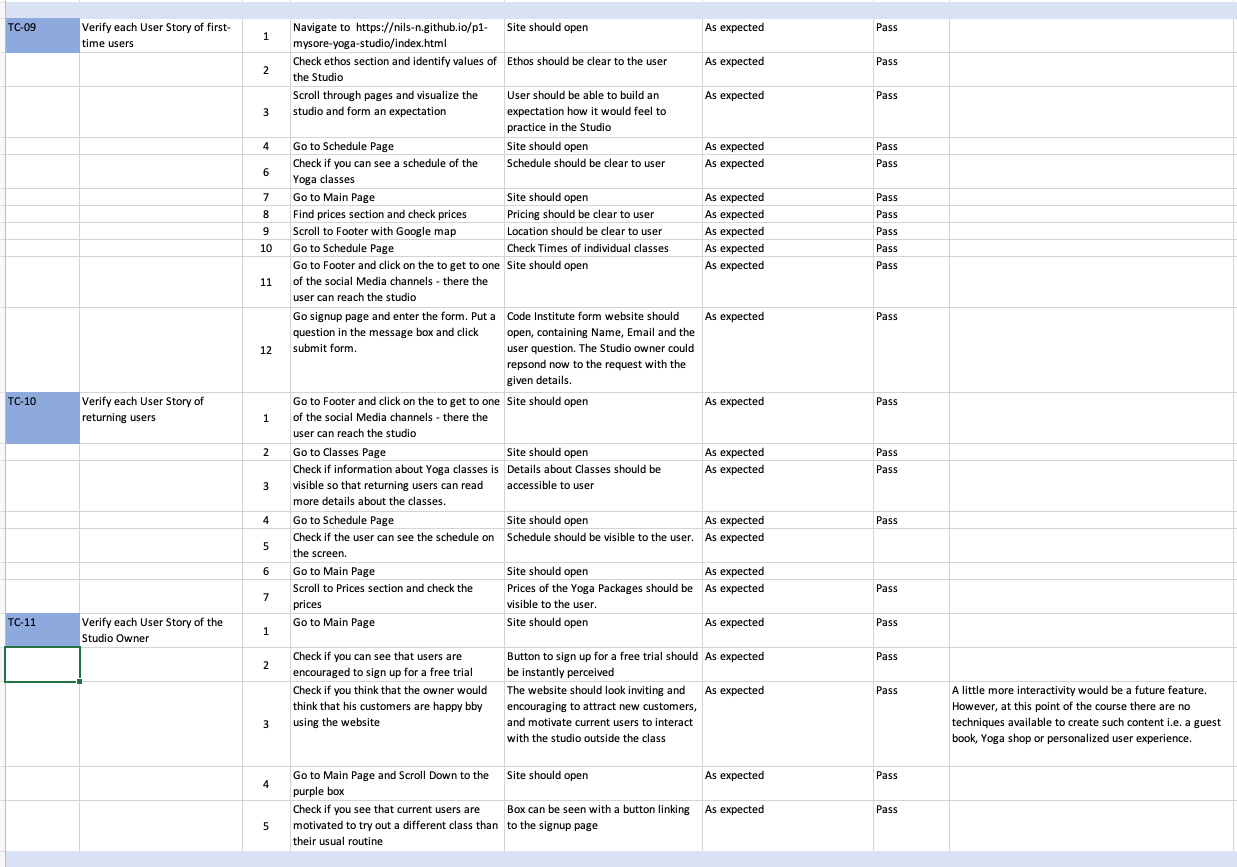 TC-09 Verify each User Story of first- 1 Navigate to https://nils-n.github.io/p1- Site should open As expected Pass
time users mysore-yoga-studio/index.html
2 Check ethos section and identify values of Ethos should be clear to the user As expected Pass
the Studio
3 Scroll through pages and visualize the User should be able to build an As expected Pass
studio and form an expectation expectation how it would feel to
practice in the Studio
4 Go to Schedule Page Site should open As expected Pass
6 Check if you can see a schedule of the Schedule should be clear to user As expected Pass
Yoga classes
7 Go to Main Page Site should open As expected Pass
8 Find prices section and check prices Pricing should be clear to user As expected Pass
9 Scroll to Footer with Google map Location should be clear to user As expected Pass
10 Go to Schedule Page Check Times of individual classes As expected Pass
11 Go to Footer and click on the to get to one Site should open As expected Pass
of the social Media channels - there the
user can reach the studio
12 Go signup page and enter the form. Put a Code Institute form website should As expected Pass
question in the message box and click open, containing Name, Email and the
submit form. user question. The Studio owner could
repsond now to the request with the
given details.
TC-10 Verify each User Story of 1 Go to Footer and click on the to get to one Site should open As expected Pass
returning users of the social Media channels - there the
user can reach the studio
2 Go to Classes Page Site should open As expected Pass
3 Check if information about Yoga classes is Details about Classes should be As expected Pass
visible so that returning users can read accessible to user
more details about the classes.
4 Go to Schedule Page Site should open As expected Pass
5 Check if the user can see the schedule on Schedule should be visible to the user. As expected
the screen.
6 Go to Main Page Site should open As expected
7 Scroll to Prices section and check the Prices of the Yoga Packages should be As expected Pass
prices visible to the user.
TC-11 Verify each User Story of the 1 Go to Main Page Site should open As expected Pass
Studio Owner
2 Check if you can see that users are Button to sign up for a free trial should As expected Pass
encouraged to sign up for a free trial be instantly perceived
3 Check if you think that the owner would The website should look inviting and As expected Pass A little more interactivity would be a future feature.
think that his customers are happy bby encouraging to attract new customers, However, at this point of the course there are no
using the website and motivate current users to interact techniques available to create such content i.e. a guest
with the studio outside the class book, Yoga shop or personalized user experience.
4 Go to Main Page and Scroll Down to the Site should open As expected Pass
purple box
5 Check if you see that current users are Box can be seen with a button linking As expected Pass
motivated to try out a different class than to the signup page
their usual routine